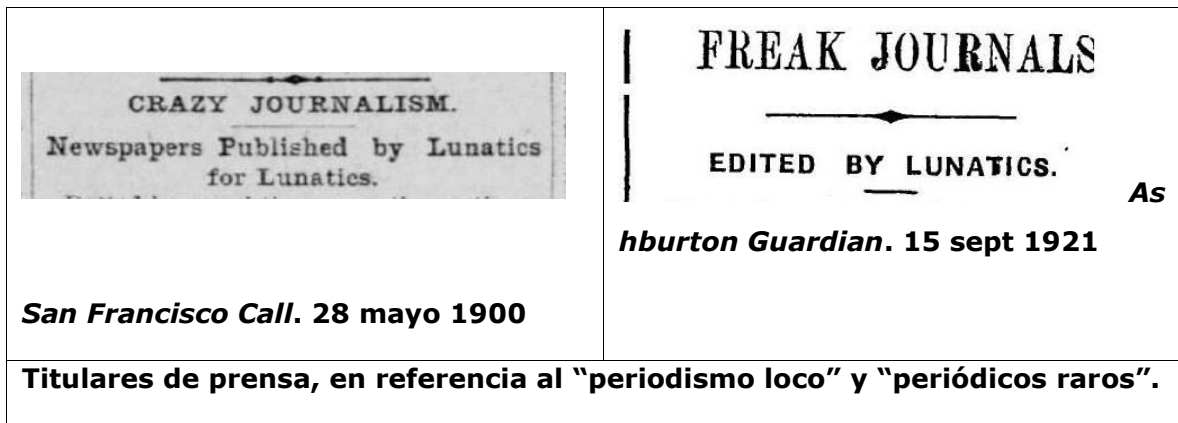 CRAZY JOURNALISM.
Newspapers Published by Lunatics
for Lunatics.
San Francisco Call. 28 mayo 1900
FREAK JOURNALS
EDITED BY LUNATICS.
As
hburton Guardian. 15 sept 1921
Titulares de prensa, en referencia al “periodismo loco” y “periódicos raros”.